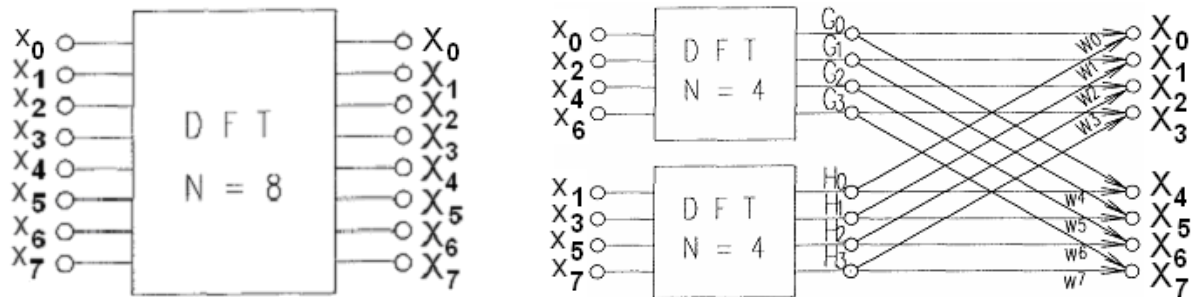 x0 X0
x1 X1
x2 X2
x3 X3
x4 X4
x5 X5
x6 X6
x7 X7
D F T
N = 8
x0
x2
x4
x6
D F T
N = 4
G0
G1
G2
G3
x1
x3
x5
x7
D F T
N = 4
H0
H1
H2
H3
W0
W1
W2
W3
W4
W5
W6
W7
X0
X1
X2
X3
X4
X5
X6
X7